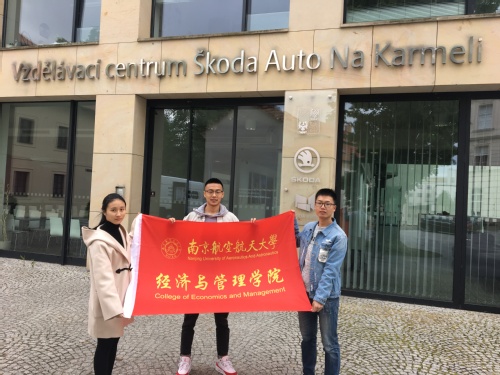 Vzdělávací centrum Škoda Auto Na Karmeli
ŠKODA
南京航空航天大學
Nanjing University of Aeronautics And Astronautics
经济与管理学院
College of Economics and Management